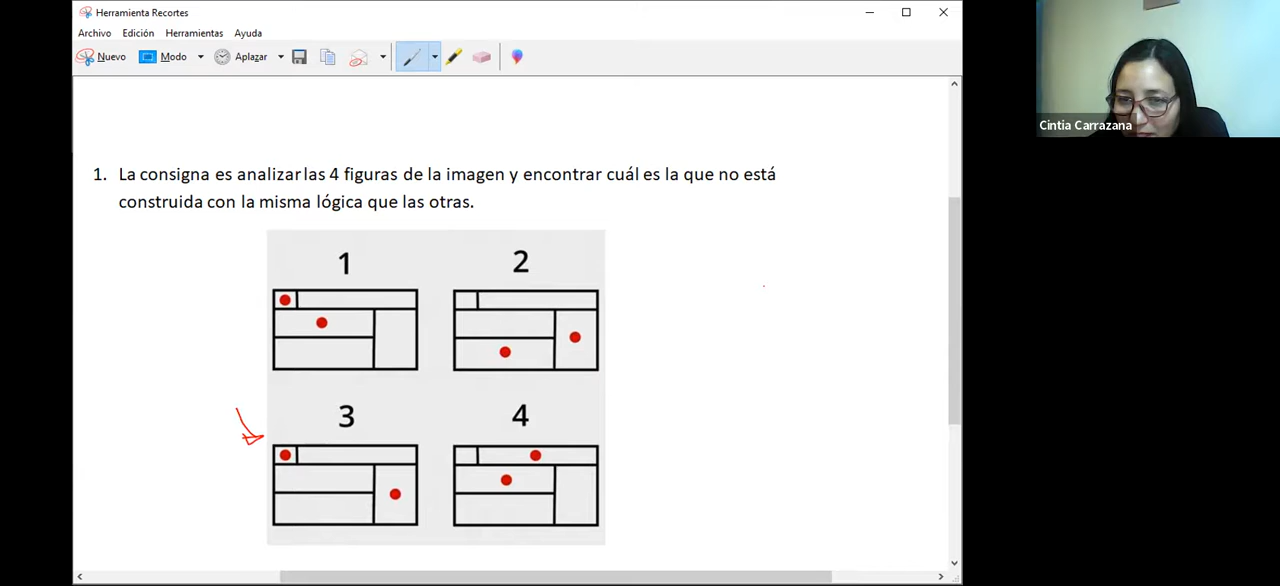 Herramienta Recortes
Archivo Edición Herramientas Ayuda
Nuevo Modo Aplazar
Cintia Carrazana
1. La consigna es analizar las 4 figuras de la imagen y encontrar cuál es la que no está
construida con la misma lógica que las otras.
1 2
3 4